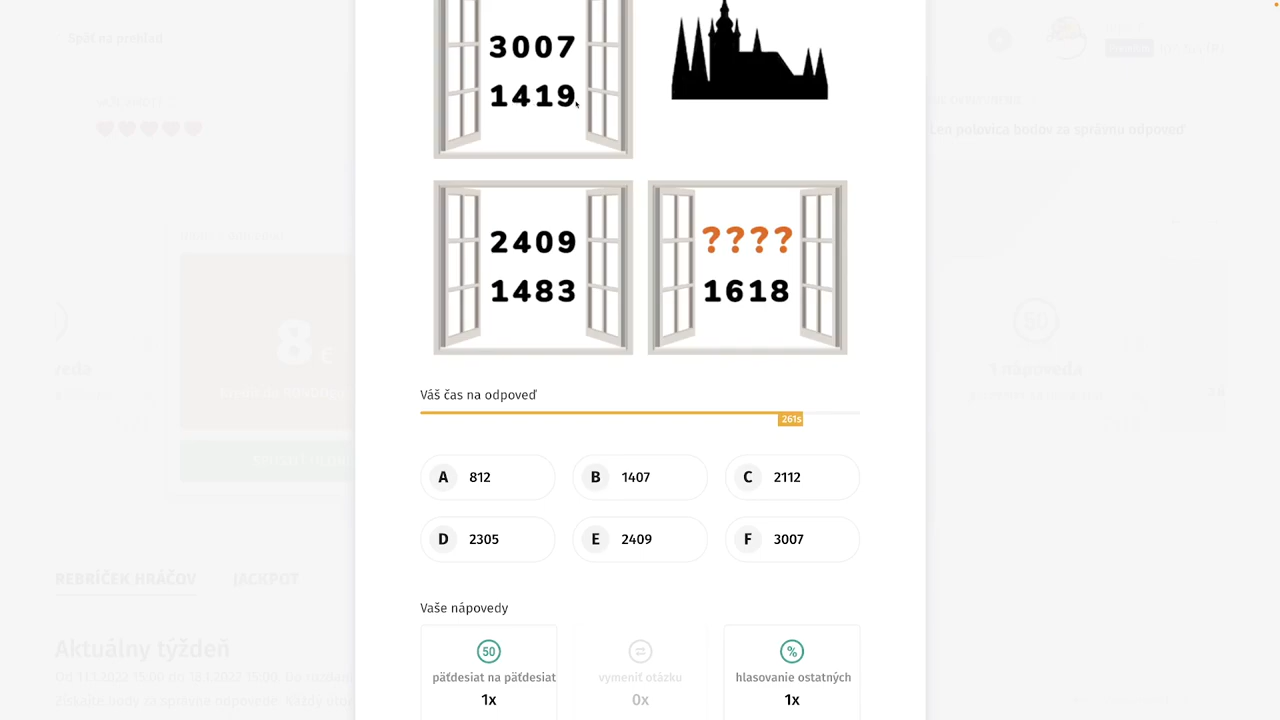 Späť na prehľad
3007
1419
Len polovica bodov za správnu odpoveď
2409
1483
????
1618
8 €
50
1 nápoveda
Váš čas na odpoveď
261s
A 812
B 1407
C 2112
D 2305
E 2409
F 3007
REBRÍČEK HRÁČOV
JACKPOT
Vaše nápovedy
Aktuálny týždeň
50
päťdesiat na päťdesiat
1x
vymeniť otázku
0x
%
hlasovanie ostatných
1x